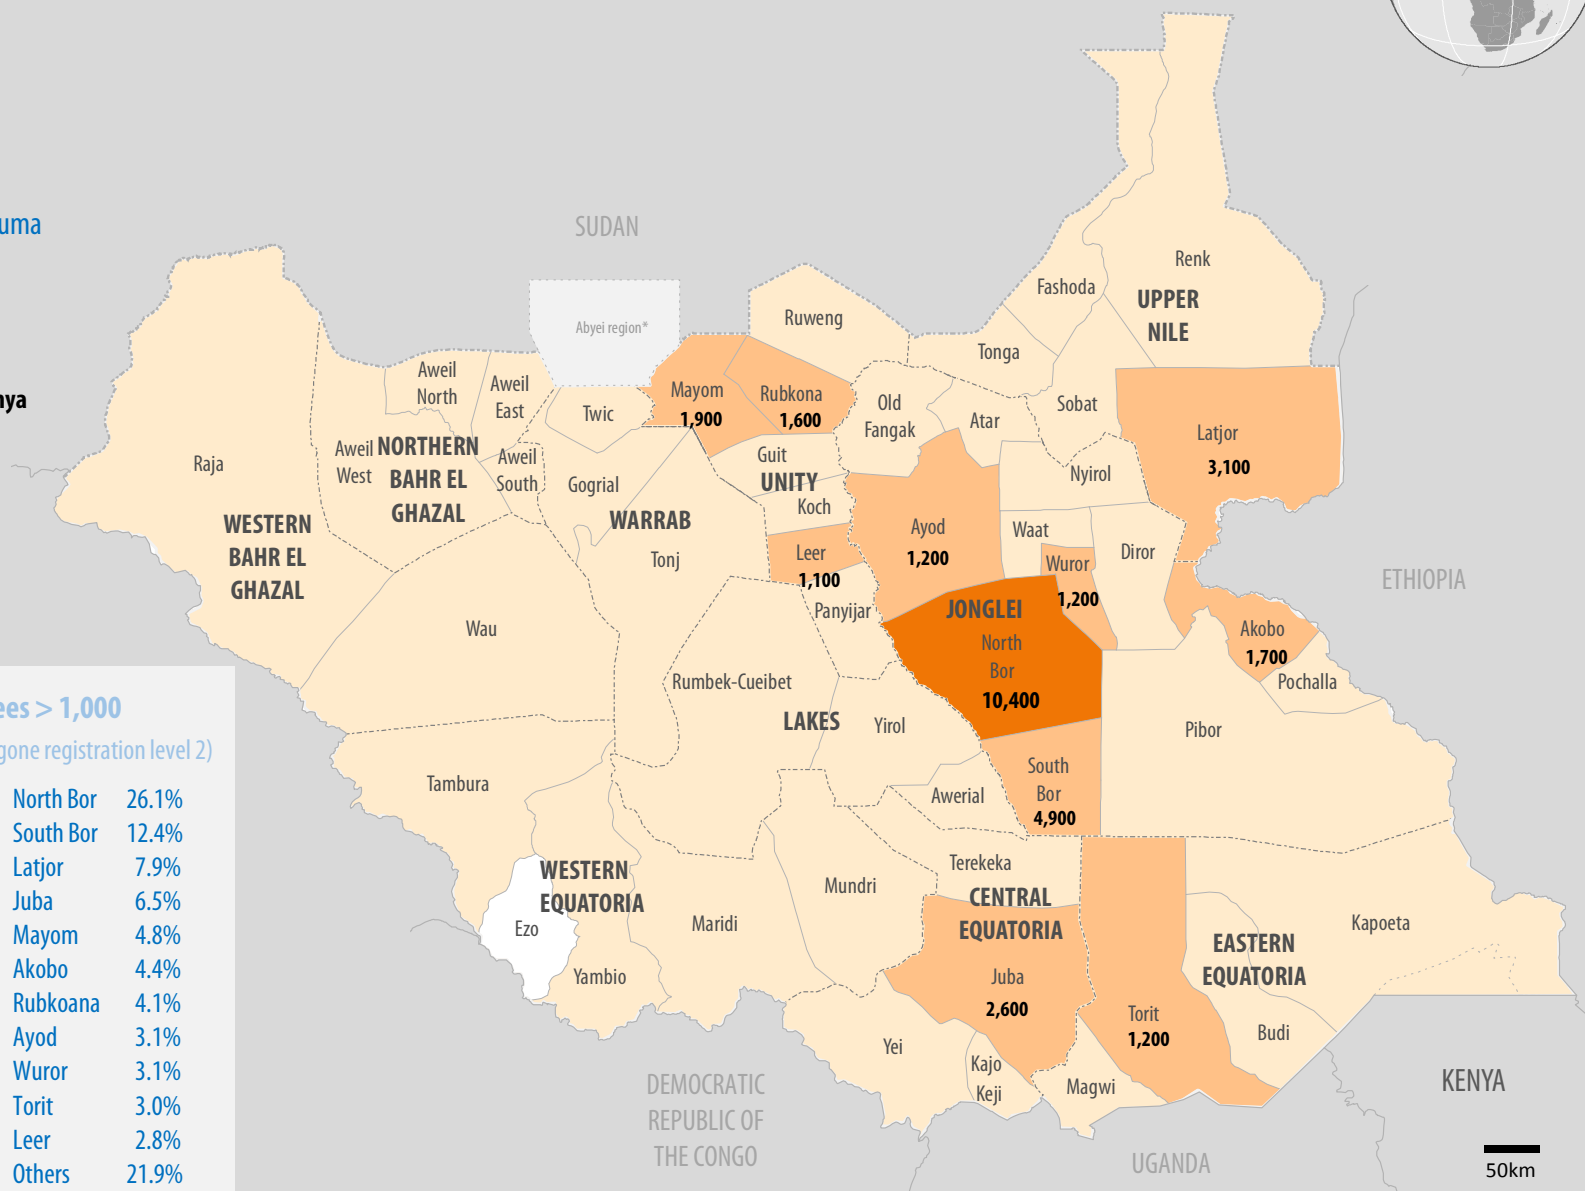 uma
nya
SUDAN
Abyei region*
Renk
Fashoda
UPPER
NILE
Ruweng
Tonga
Aweil
North
Aweil
East
Twic
Mayom
1,900
Rubkona
1,600
Old
Fangak
Atar
Sobat
Latjor
3,100
Raja
Aweil
West
NORTHERN
BAHR EL
GHAZAL
Aweil
South
Gogrial
Guit
UNITY
Koch
Nyirol
WESTERN
BAHR EL
GHAZAL
WARRAB
Tonj
Leer
1,100
Ayod
1,200
Waat
Wuror
1,200
Diror
ETHIOPIA
Panyijar
JONGLEI
North
Bor
10,400
Akobo
1,700
Pochalla
Wau
Rumbek-Cueibet
LAKES
Yirol
Pibor
South
Bor
4,900
Awerial
Tambura
Terekeka
WESTERN
EQUATORIA
Ezo
Yambio
Maridi
Mundri
CENTRAL
EQUATORIA
Juba
2,600
Torit
1,200
EASTERN
EQUATORIA
Kapoeta
Budi
Yei
Kajo
Keji
Magwi
DEMOCRATIC
REPUBLIC OF
THE CONGO
UGANDA
KENYA
50km
ees > 1,000
gone registration level 2)
North Bor 26.1%
South Bor 12.4%
Latjor 7.9%
Juba 6.5%
Mayom 4.8%
Akobo 4.4%
Rubkoana 4.1%
Ayod 3.1%
Wuror 3.1%
Torit 3.0%
Leer 2.8%
Others 21.9%